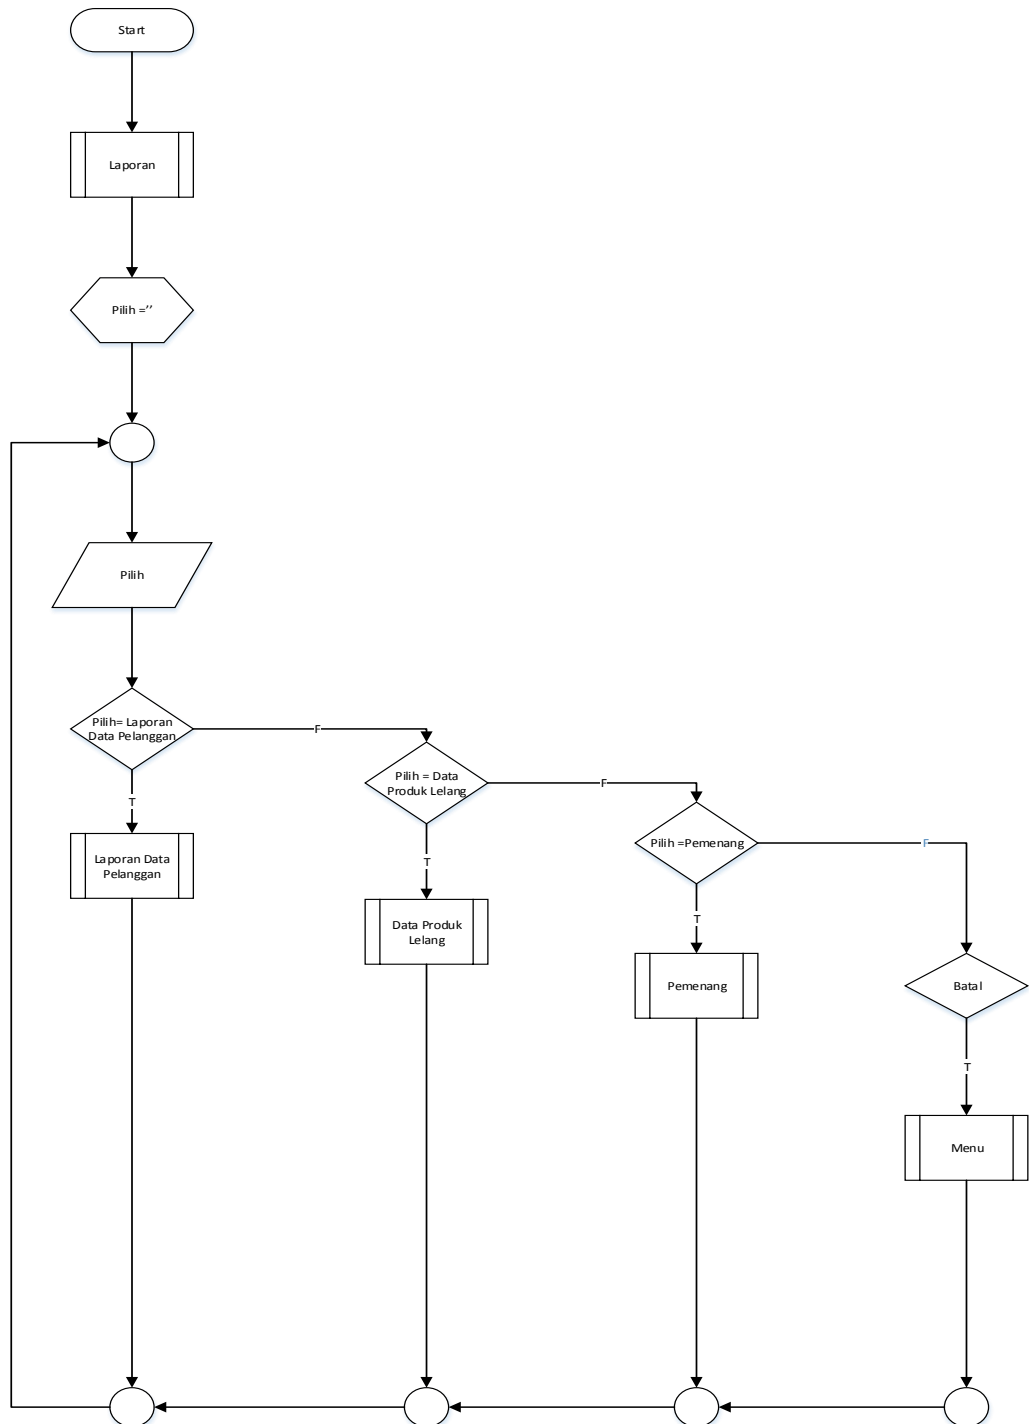 Start
Laporan
Pilih =’’
Pilih
Pilih= Laporan
Data Pelanggan
F
T
Laporan Data
Pelanggan
Pilih = Data
Produk Lelang
F
T
Data Produk
Lelang
Pilih =Pemenang
F
T
Pemenang
Batal
T
Menu